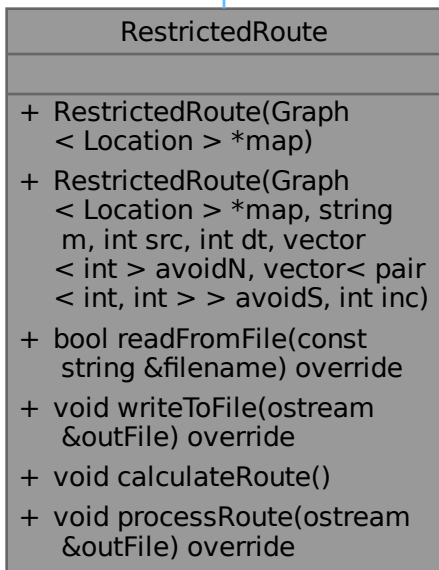 RestrictedRoute
+ RestrictedRoute(Graph
< Location > *map)
+ RestrictedRoute(Graph
< Location > *map, string
m, int src, int dt, vector
< int > avoidN, vector< pair
< int, int > > avoidS, int inc)
+ bool readFromFile(const
string &filename) override
+ void writeToFile(ostream
&outFile) override
+ void calculateRoute()
+ void processRoute(ostream
&outFile) override